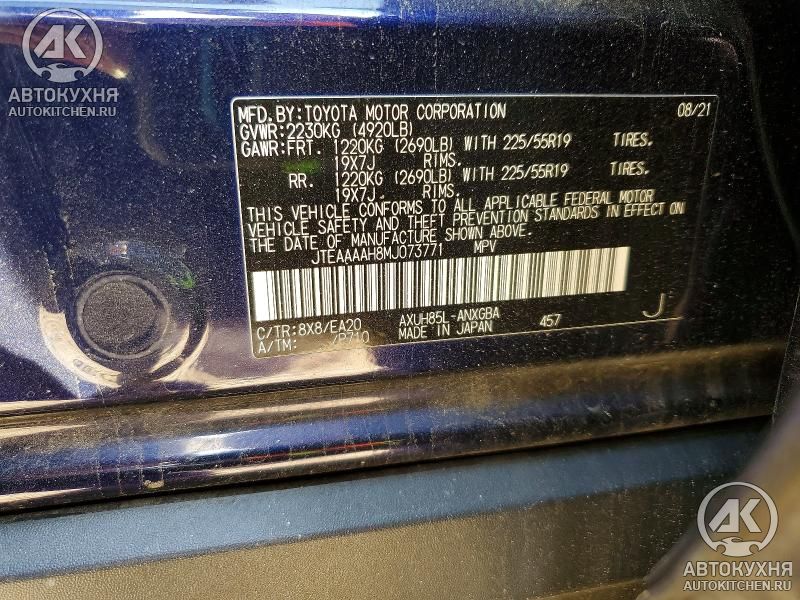 АК
АВТОКУХНЯ
AUTOKITCHEN.RU
MFD.BY:TOYOTA MOTOR CORPORATION 08/21
GVWR:2230KG (4920LB)
GAWR:FRT. 1220KG (2690LB) WITH 225/55R19 TIRES.
19X7J RIMS.
RR. 1220KG (2690LB) WITH 225/55R19 TIRES.
19X7J RIMS.
THIS VEHICLE CONFORMS TO ALL APPLICABLE FEDERAL MOTOR
VEHICLE SAFETY AND THEFT PREVENTION STANDARDS IN EFFECT ON
THE DATE OF MANUFACTURE SHOWN ABOVE.
JTEAAAAH8MJ073771 MPV
C/TR:8X8/EA20 AXUH85L-ANXGBA
A/TM: /P710 MADE IN JAPAN 457 J
АК
АВТОКУХНЯ
AUTOKITCHEN.RU